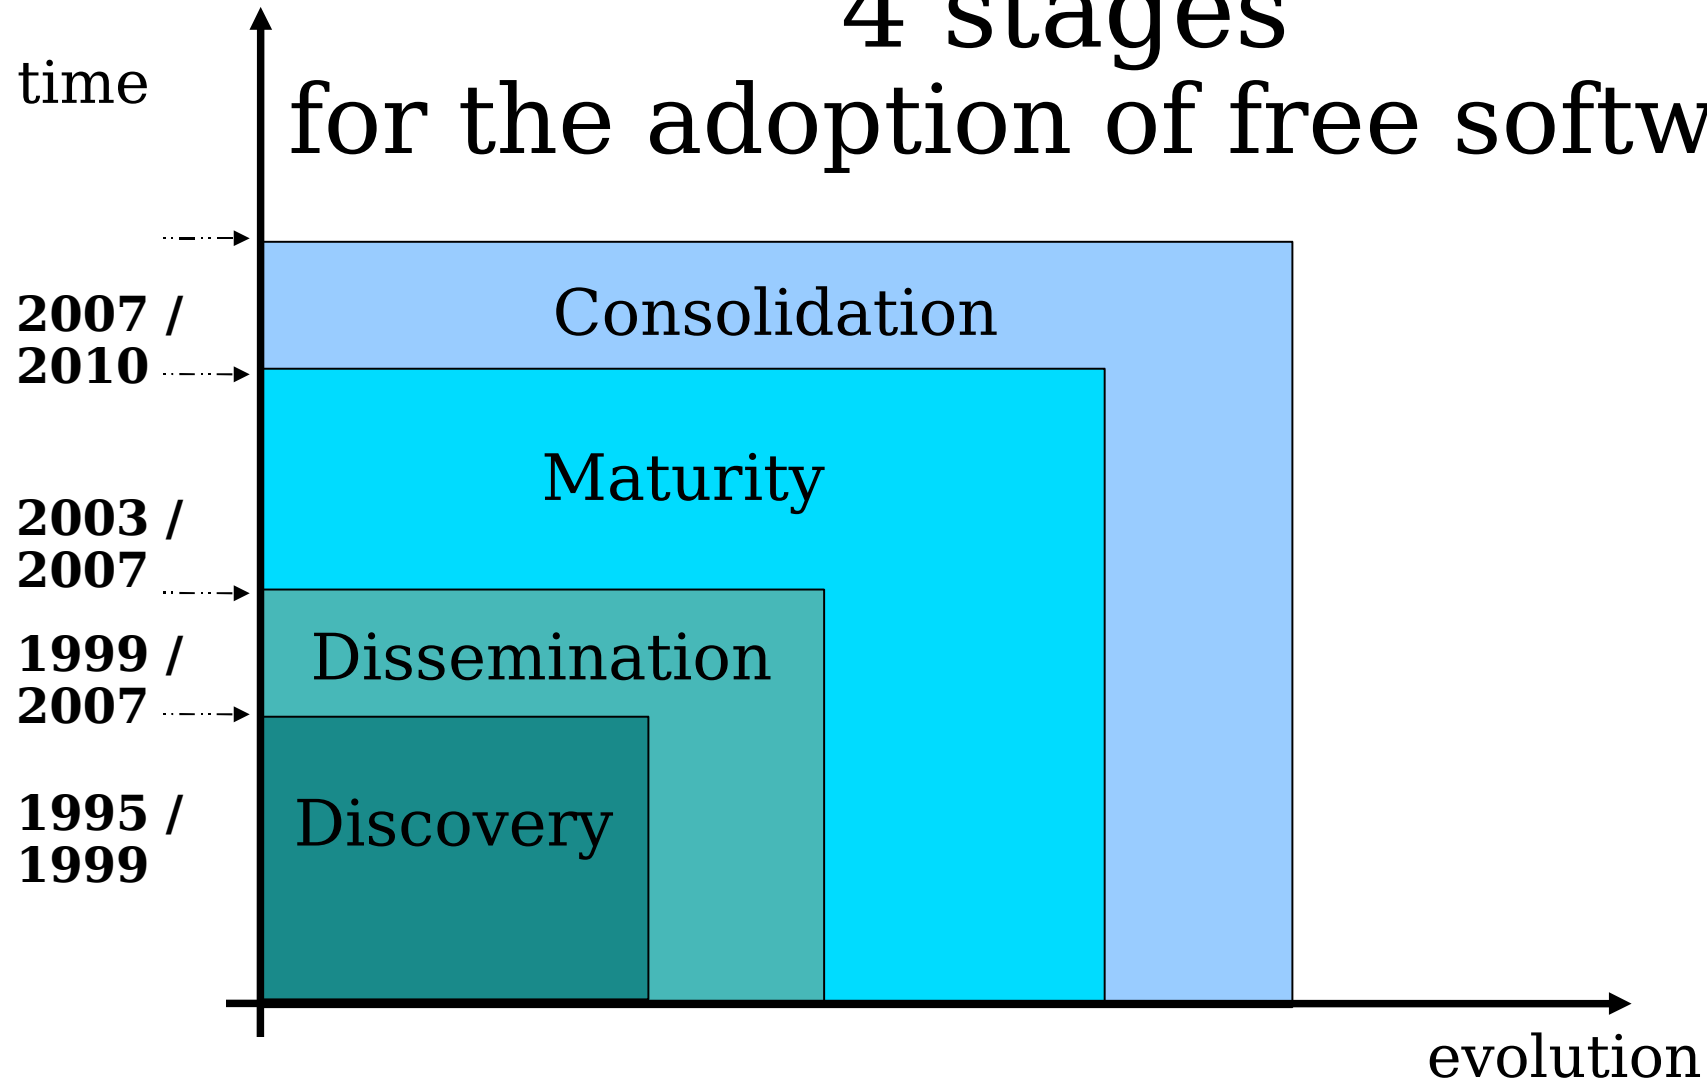 4 stages
for the adoption of free softw
time
Consolidation
2007 /
2010
Maturity
2003 /
2007
Dissemination
1999 /
2007
Discovery
1995 /
1999
evolution